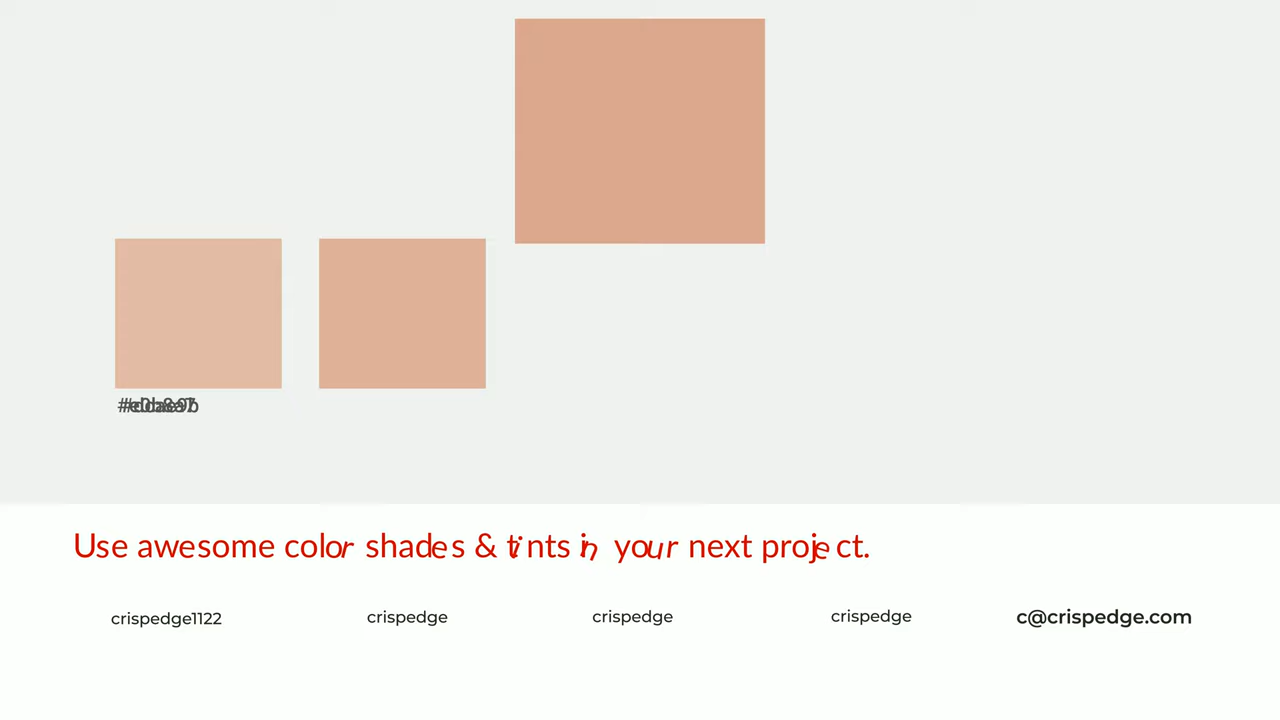 Use awesome color shades & tints in your next project.
crispedge1122 crispedge crispedge crispedge c@crispedge.com